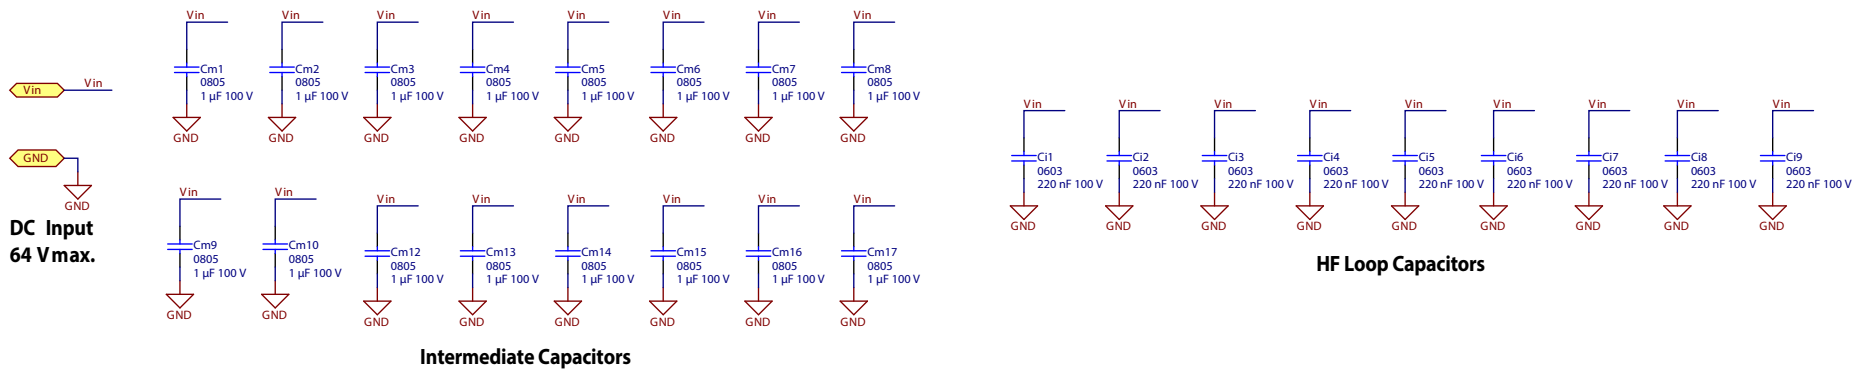 Vin Vin Vin Vin Vin Vin Vin Vin
Cm1 Cm2 Cm3 Cm4 Cm5 Cm6 Cm7 Cm8
0805 0805 0805 0805 0805 0805 0805 0805
1 µF 100 V 1 µF 100 V 1 µF 100 V 1 µF 100 V 1 µF 100 V 1 µF 100 V 1 µF 100 V 1 µF 100 V
GND GND GND GND GND GND GND GND
Vin Vin
GND
GND
DC Input
64 V max.
Vin Vin Vin Vin Vin Vin Vin Vin
Cm9 Cm10 Cm12 Cm13 Cm14 Cm15 Cm16 Cm17
0805 0805 0805 0805 0805 0805 0805 0805
1 µF 100 V 1 µF 100 V 1 µF 100 V 1 µF 100 V 1 µF 100 V 1 µF 100 V 1 µF 100 V 1 µF 100 V
GND GND GND GND GND GND GND GND
Intermediate Capacitors
Vin Vin Vin Vin Vin Vin Vin Vin Vin
Ci1 Ci2 Ci3 Ci4 Ci5 Ci6 Ci7 Ci8 Ci9
0603 0603 0603 0603 0603 0603 0603 0603 0603
220 nF 100 V 220 nF 100 V 220 nF 100 V 220 nF 100 V 220 nF 100 V 220 nF 100 V 220 nF 100 V 220 nF 100 V 220 nF 100 V
GND GND GND GND GND GND GND GND GND
HF Loop Capacitors